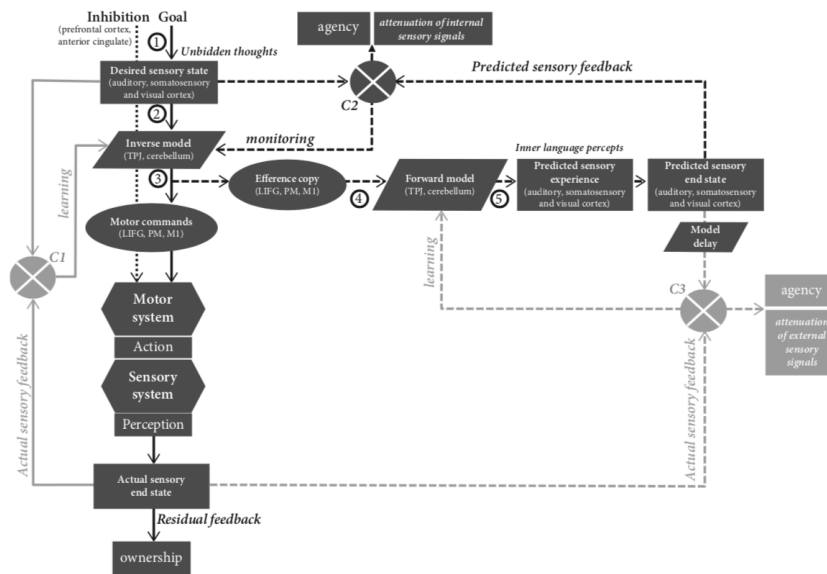 Inhibition Goal
(prefrontal cortex,
anterior cingulate)
1
Unbidden thoughts
agency
attenuation of internal
sensory signals
Desired sensory state
(auditory, somatosensory
and visual cortex)
C2
Predicted sensory feedback
2
Inverse model
(TPJ, cerebellum)
monitoring
learning
3
Efference copy
(LIFG, PM, M1)
4
Forward model
(TPJ, cerebellum)
5
Inner language percepts
Predicted sensory
experience
(auditory, somatosensory
and visual cortex)
Predicted sensory
end state
(auditory, somatosensory
and visual cortex)
Motor commands
(LIFG, PM, M1)
Model
delay
C1
learning
C3
Motor
system
Action
agency
attenuation
of external
sensory
signals
Sensory
system
Perception
Actual sensory feedback
Actual sensory feedback
Actual sensory
end state
Residual feedback
ownership